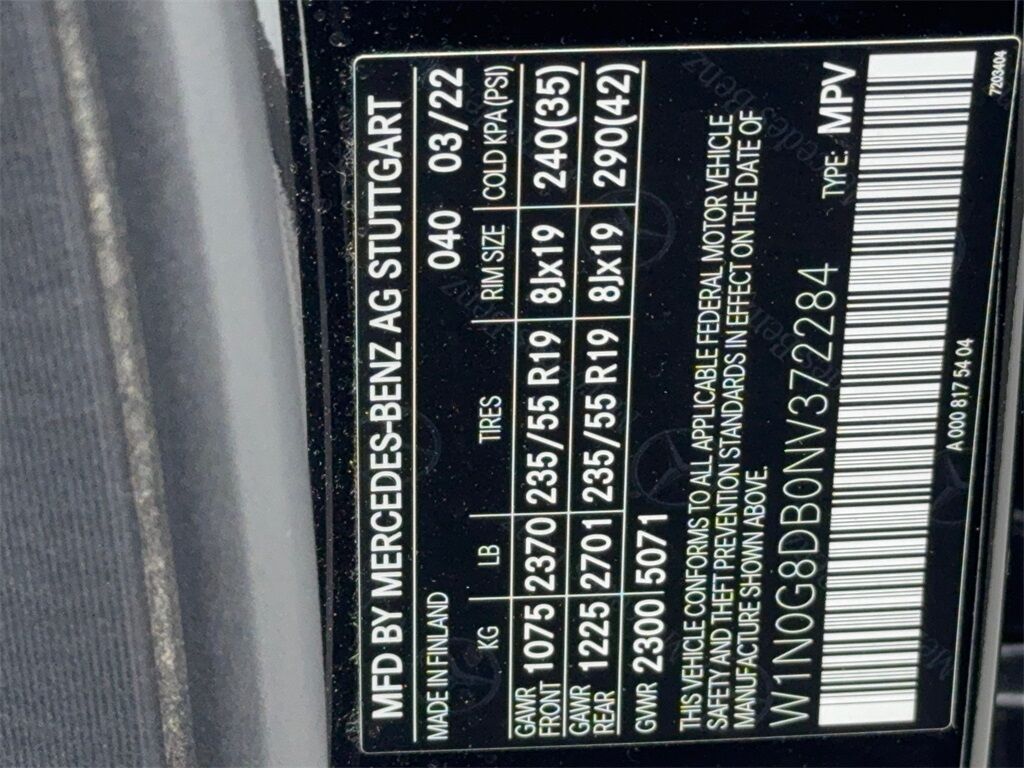 MFD BY MERCEDES-BENZ AG STUTTGART
MADE IN FINLAND 040 03/22
KG LB TIRES RIM SIZE COLD KPA(PSI)
GAWR FRONT 1075 2370 235/55 R19 8Jx19 240(35)
GAWR REAR 1225 2701 235/55 R19 8Jx19 290(42)
GVWR 2300 5071
THIS VEHICLE CONFORMS TO ALL APPLICABLE FEDERAL MOTOR VEHICLE
SAFETY AND THEFT PREVENTION STANDARDS IN EFFECT ON THE DATE OF
MANUFACTURE SHOWN ABOVE.
W1N0G8DB0NV372284 TYPE: MPV
A 000 817 54 04
7203404